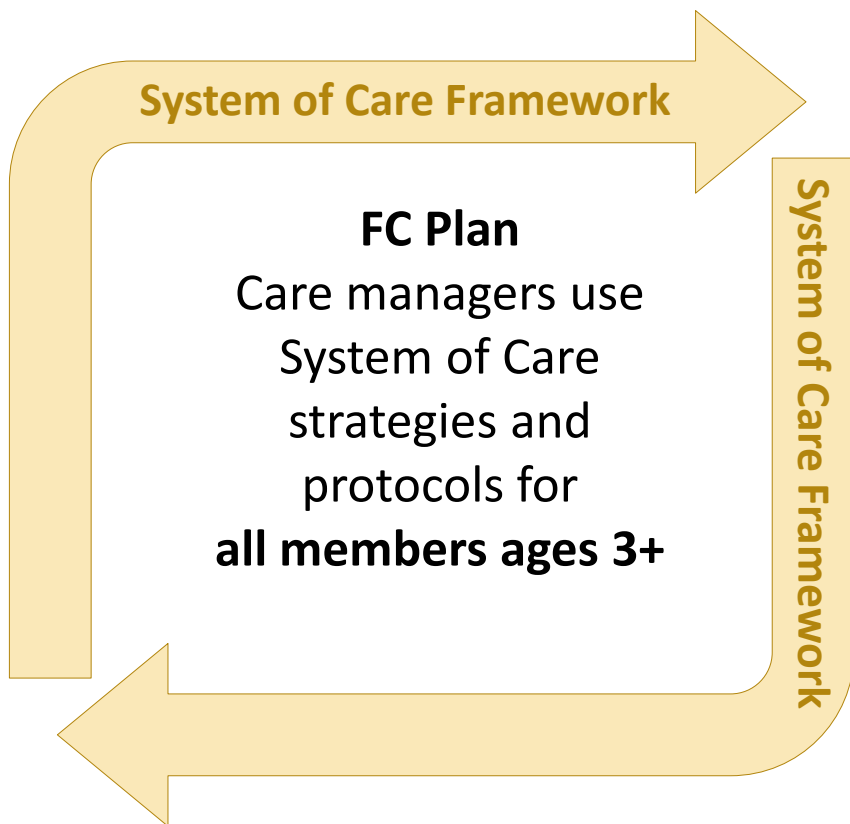 System of Care Framework
FC Plan
Care managers use
System of Care
strategies and
protocols for
all members ages 3+
System of Care Framework